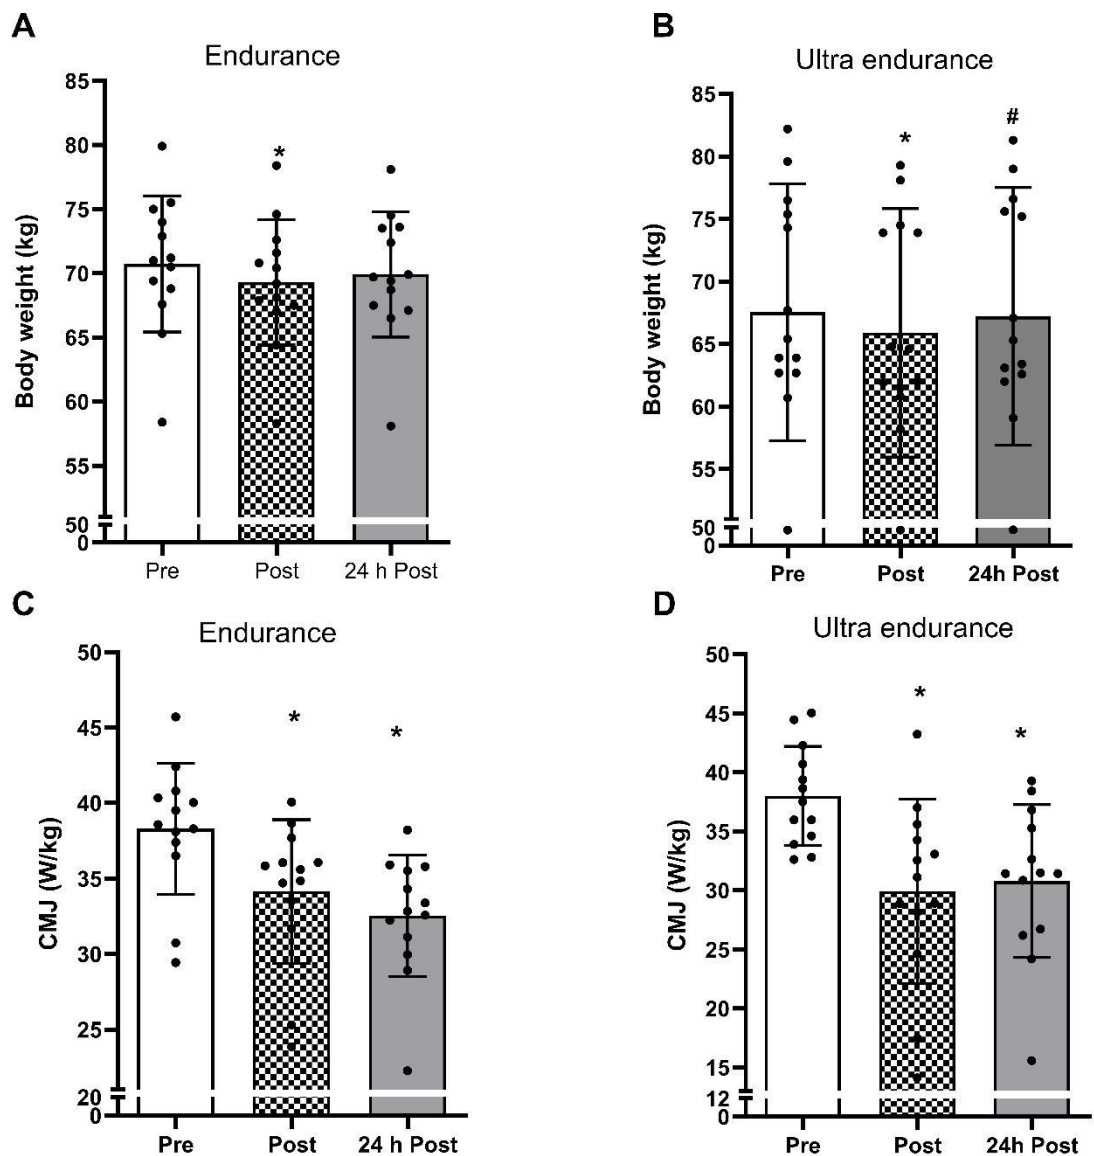 A
Endurance
Body weight (kg)
85
80
75
70
65
60
55
50
0
*
Pre
Post
24 h Post
B
Ultra endurance
Body weight (kg)
85
80
75
70
65
60
55
50
0
*
#
Pre
Post
24h Post
C
Endurance
CMJ (W/kg)
50
45
40
35
30
25
20
0
*
*
Pre
Post
24 h Post
D
Ultra endurance
CMJ (W/kg)
50
45
40
35
30
25
20
15
12
0
*
*
Pre
Post
24h Post